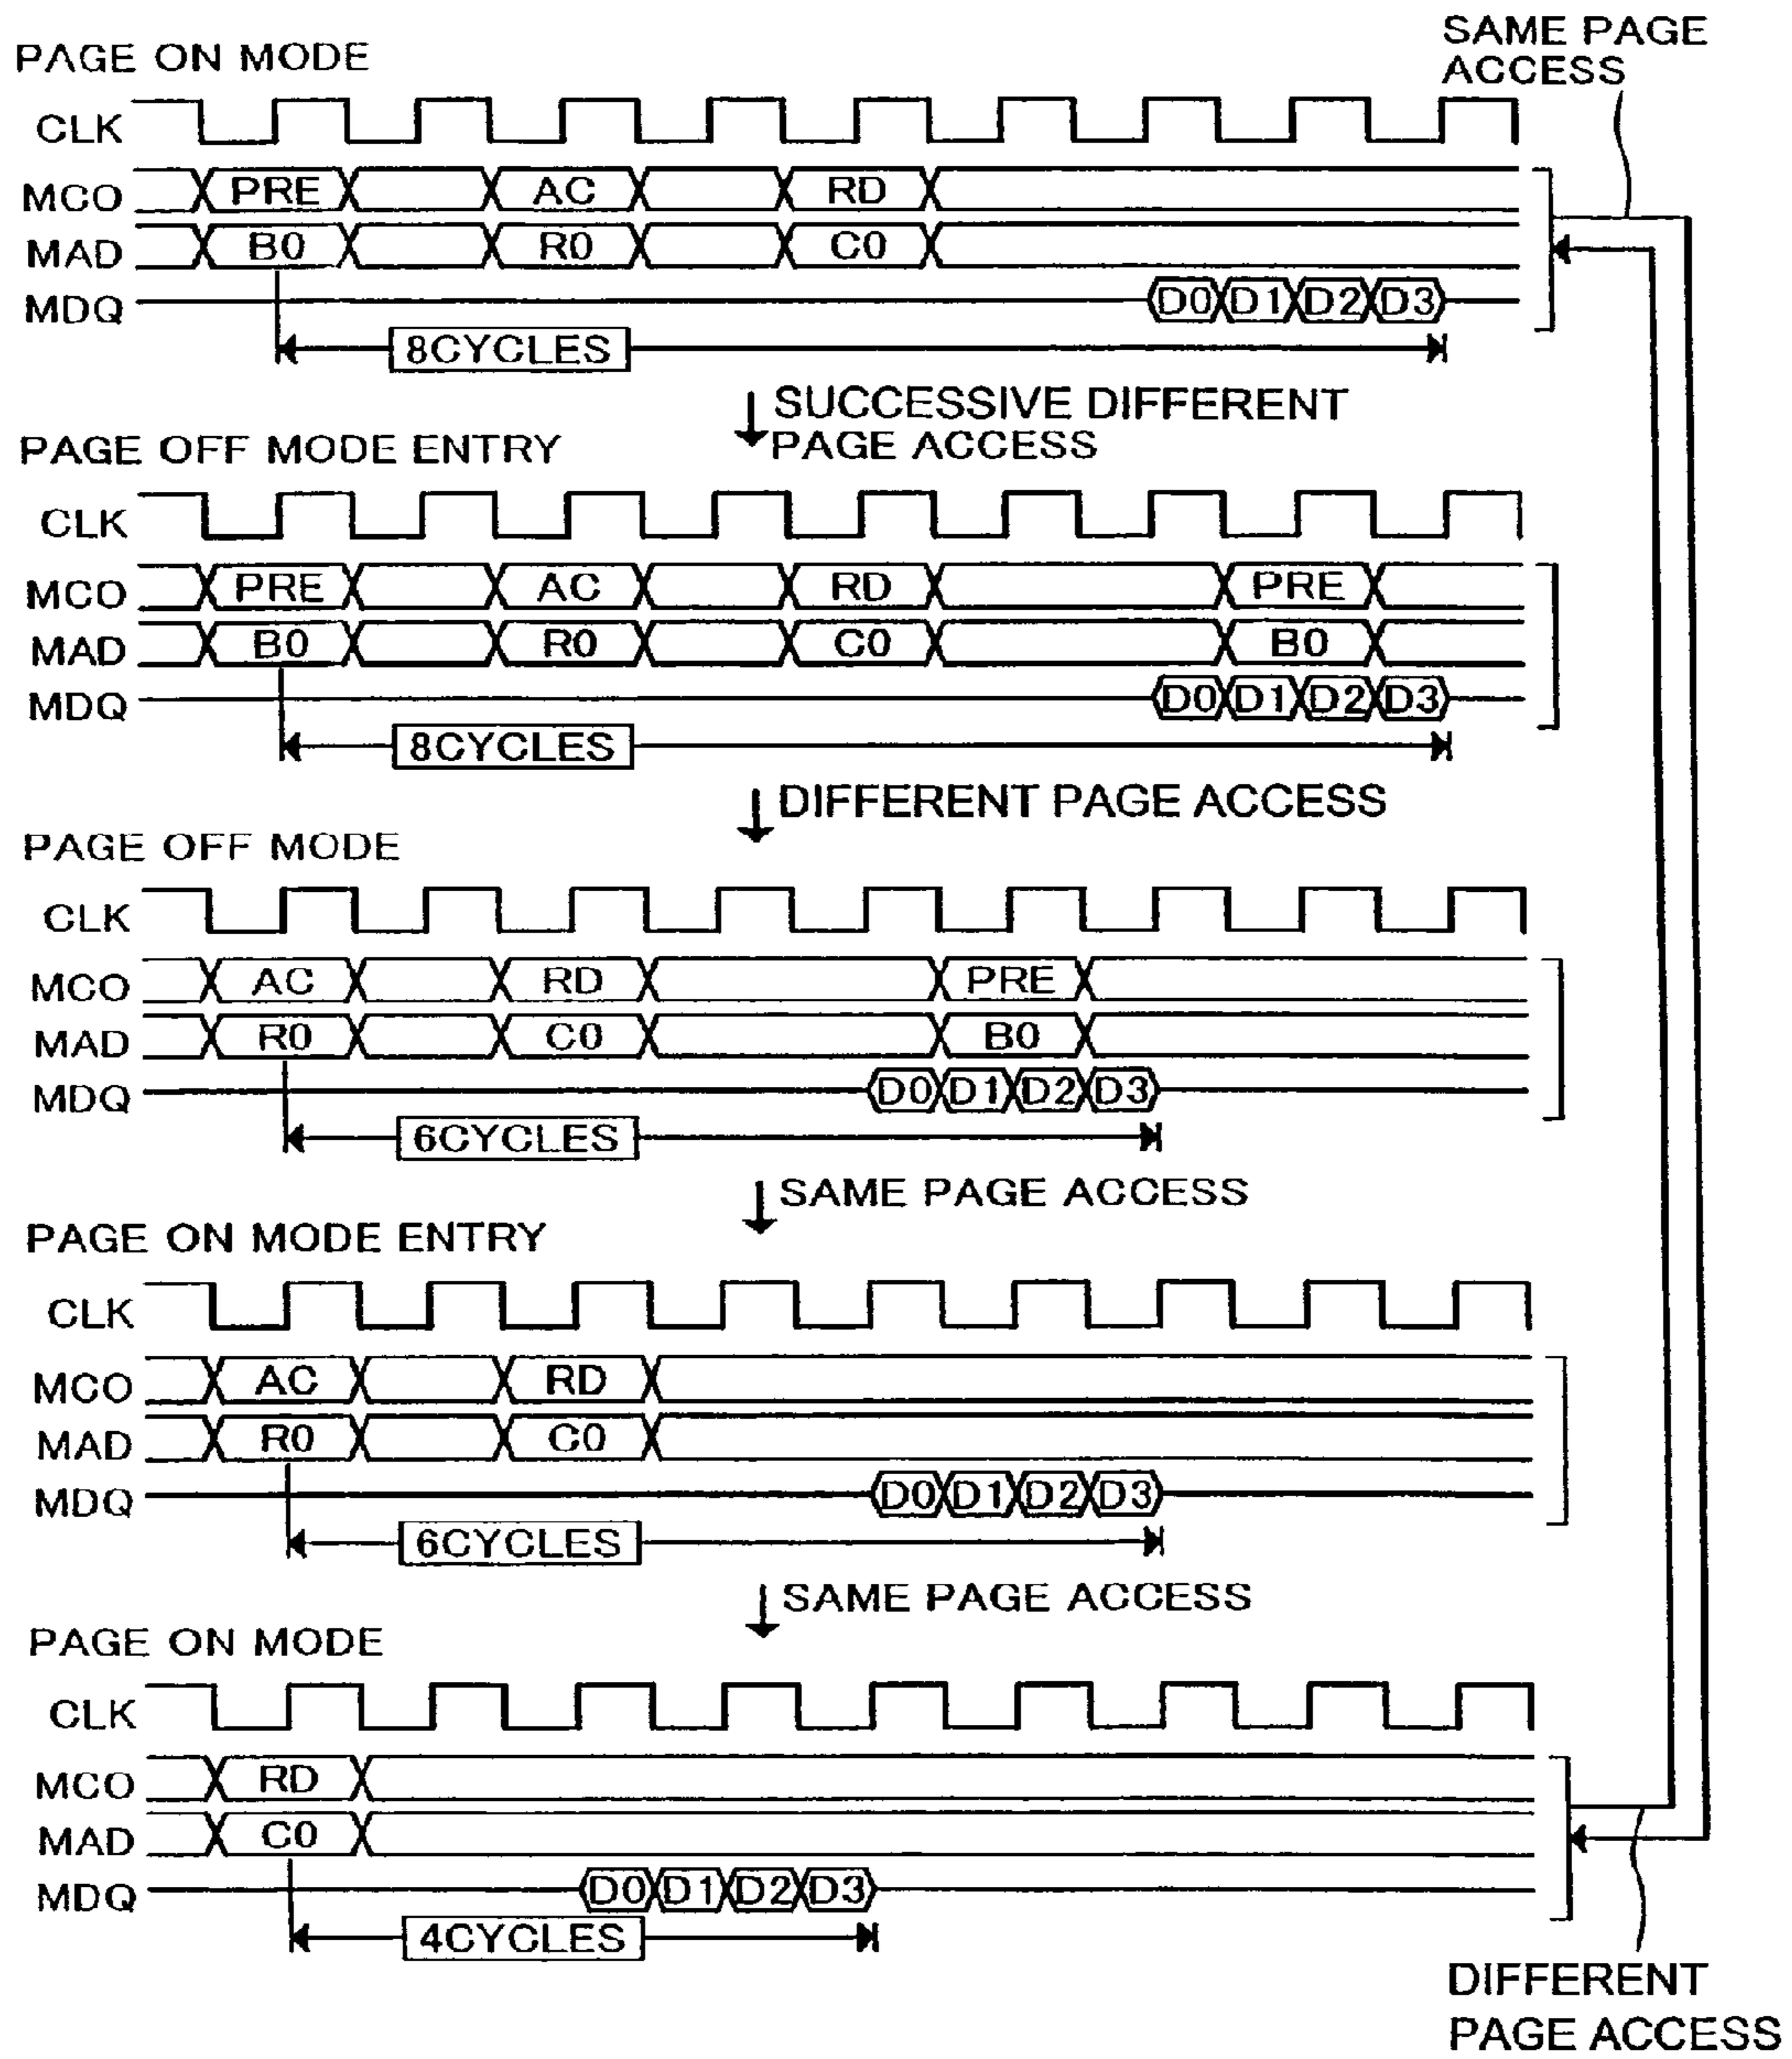 SAME PAGE
ACCESS
PAGE ON MODE
CLK
MCO PRE AC RD
MAD B0 R0 C0
MDQ D0 D1 D2 D3
8CYCLES
SUCCESSIVE DIFFERENT
PAGE ACCESS
PAGE OFF MODE ENTRY
CLK
MCO PRE AC RD PRE
MAD B0 R0 C0 B0
MDQ D0 D1 D2 D3
8CYCLES
DIFFERENT PAGE ACCESS
PAGE OFF MODE
CLK
MCO AC RD PRE
MAD R0 C0 B0
MDQ D0 D1 D2 D3
6CYCLES
SAME PAGE ACCESS
PAGE ON MODE ENTRY
CLK
MCO AC RD
MAD R0 C0
MDQ D0 D1 D2 D3
6CYCLES
SAME PAGE ACCESS
PAGE ON MODE
CLK
MCO RD
MAD C0
MDQ D0 D1 D2 D3
4CYCLES
DIFFERENT
PAGE ACCESS